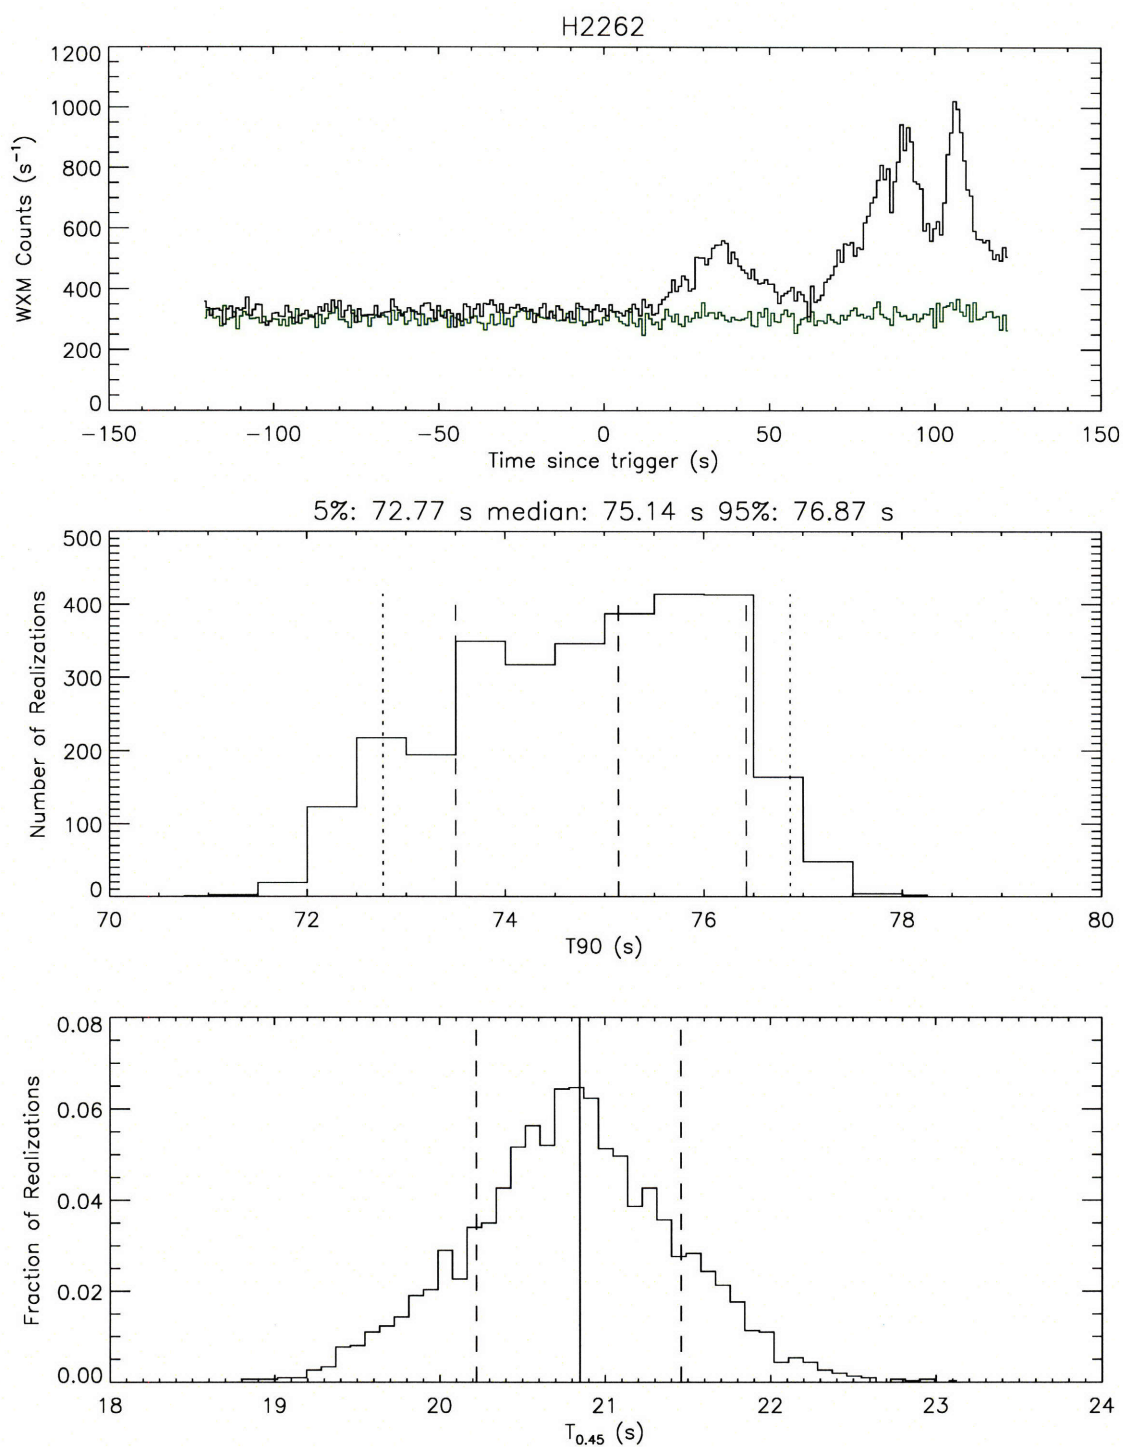 H2262
1200
1000
800
600
400
200
0
WXM Counts (s⁻¹)
−150 −100 −50 0 50 100 150
Time since trigger (s)
5%: 72.77 s median: 75.14 s 95%: 76.87 s
500
400
300
200
100
0
Number of Realizations
70 72 74 76 78 80
T90 (s)
0.08
0.06
0.04
0.02
0.00
Fraction of Realizations
18 19 20 21 22 23 24
T₀.₄₅ (s)